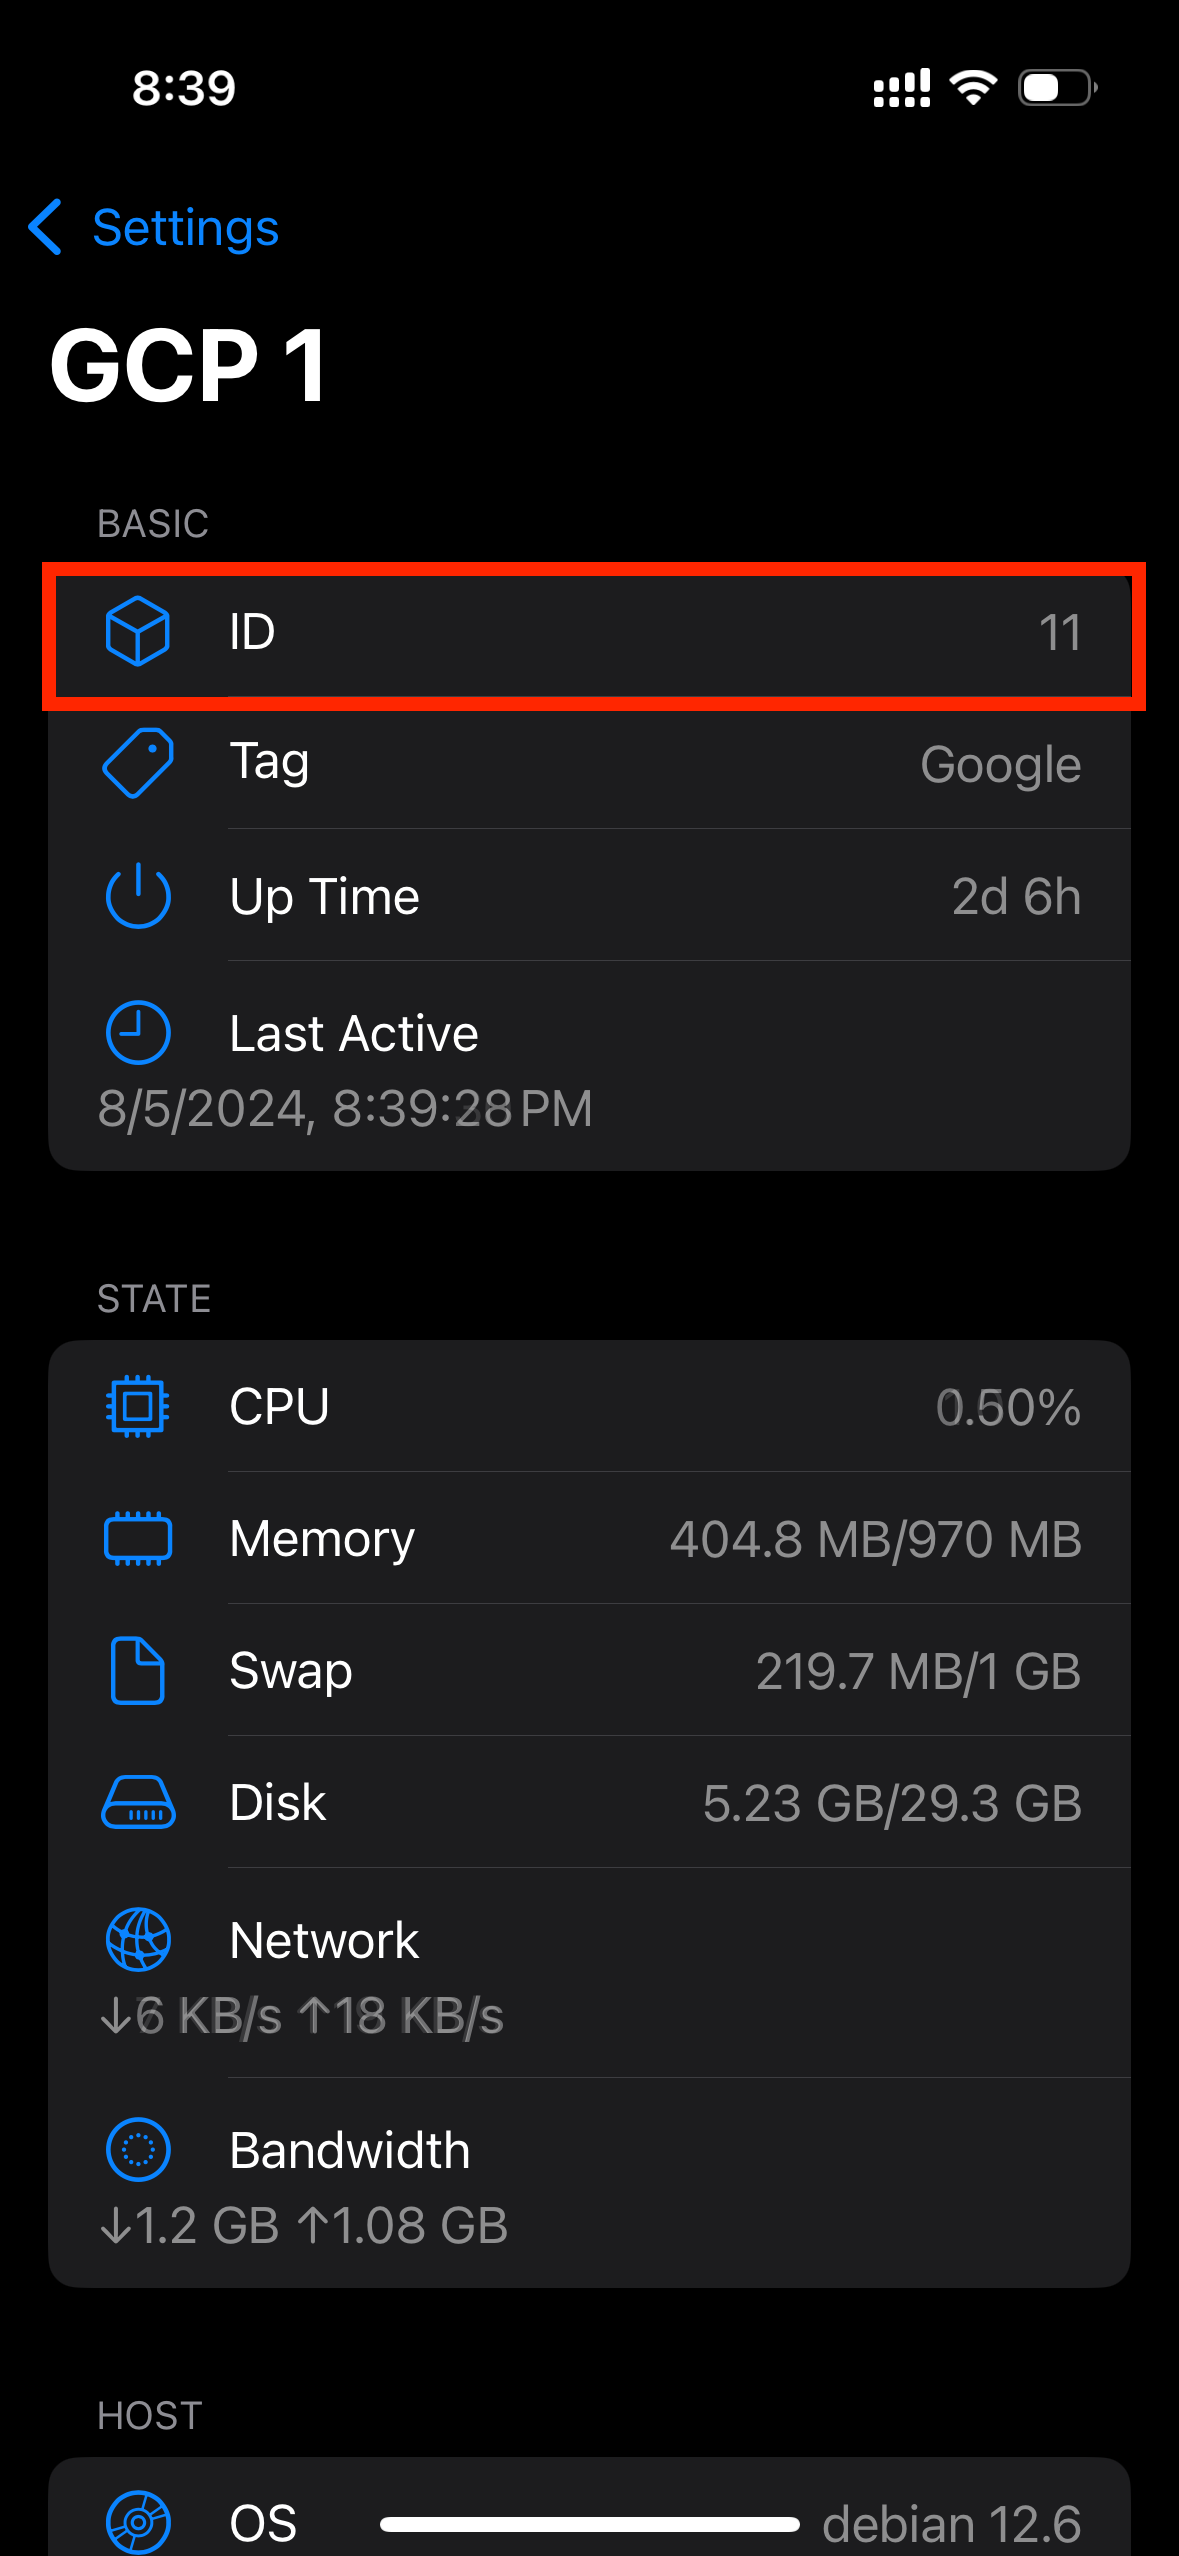 8:39
Settings
GCP 1
BASIC
ID 11
Tag Google
Up Time 2d 6h
Last Active
8/5/2024, 8:39:28 PM
STATE
CPU 0.50%
Memory 404.8 MB/970 MB
Swap 219.7 MB/1 GB
Disk 5.23 GB/29.3 GB
Network
↓6 KB/s ↑18 KB/s
Bandwidth
↓1.2 GB ↑1.08 GB
HOST
OS debian 12.6